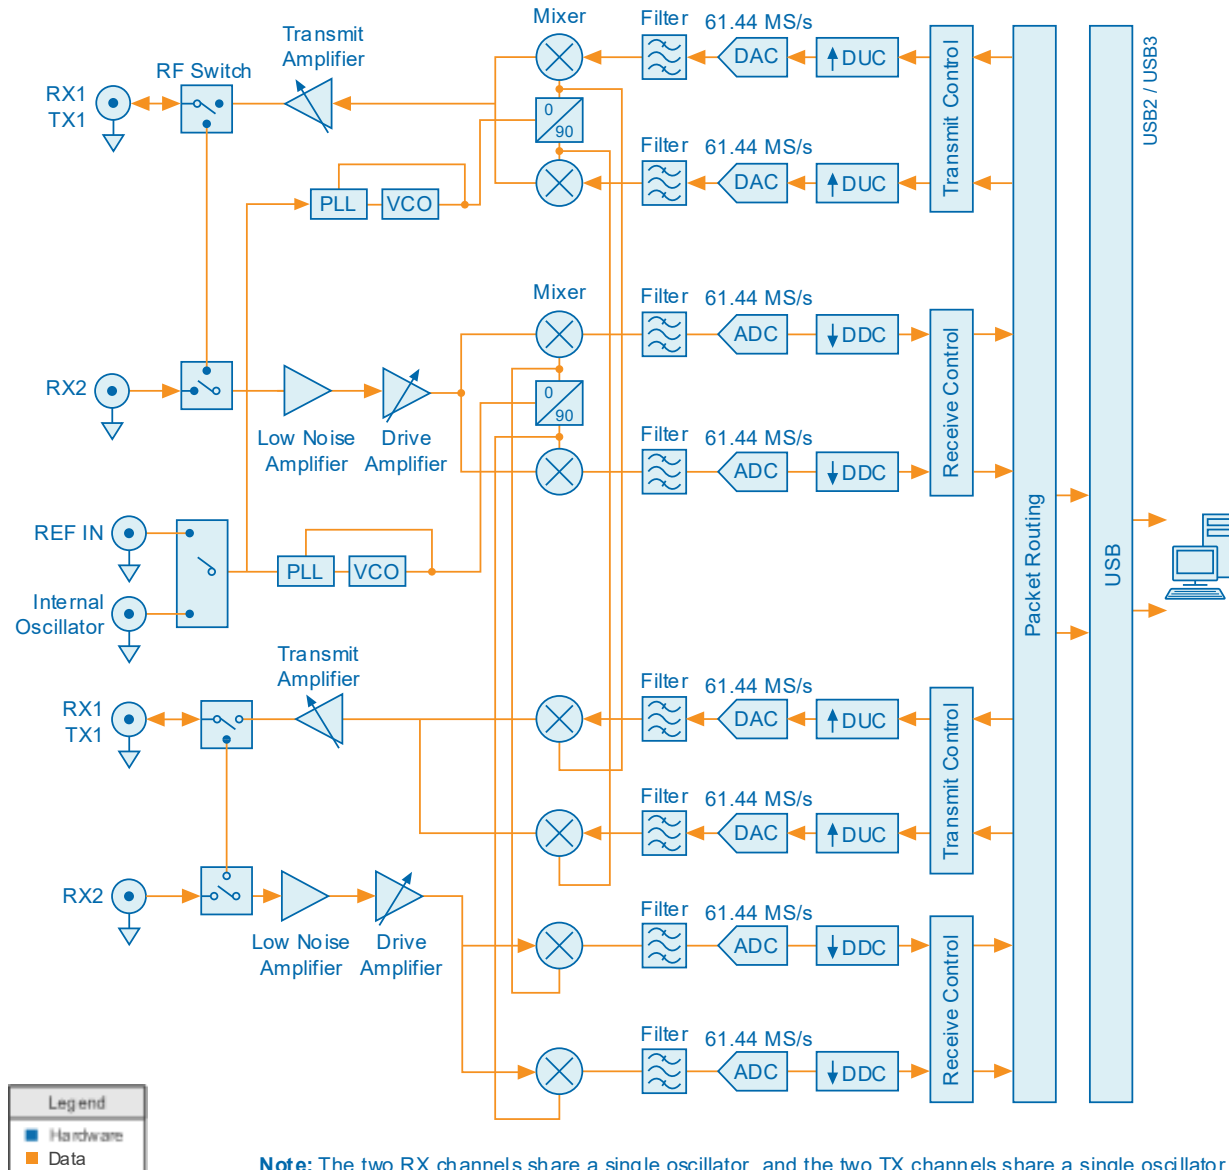 Mixer
Filter
61.44 MS/s
Transmit
Amplifier
DAC
DUC
RF Switch
RX1
TX1
0
90
Transmit Control
USB2 / USB3
Filter
61.44 MS/s
DAC
DUC
PLL
VCO
Mixer
Filter
61.44 MS/s
ADC
DDC
RX2
0
90
Receive Control
Low Noise
Amplifier
Drive
Amplifier
Filter
61.44 MS/s
ADC
DDC
REF IN
PLL
VCO
Packet Routing
USB
Internal
Oscillator
Transmit
Amplifier
Filter
61.44 MS/s
RX1
TX1
DAC
DUC
Transmit Control
Filter
61.44 MS/s
DAC
DUC
RX2
Low Noise
Amplifier
Drive
Amplifier
Filter
61.44 MS/s
ADC
DDC
Receive Control
Filter
61.44 MS/s
ADC
DDC
Legend
Hardware
Data
Note: The two RX channels share a single oscillator, and the two TX channels share a single oscillator